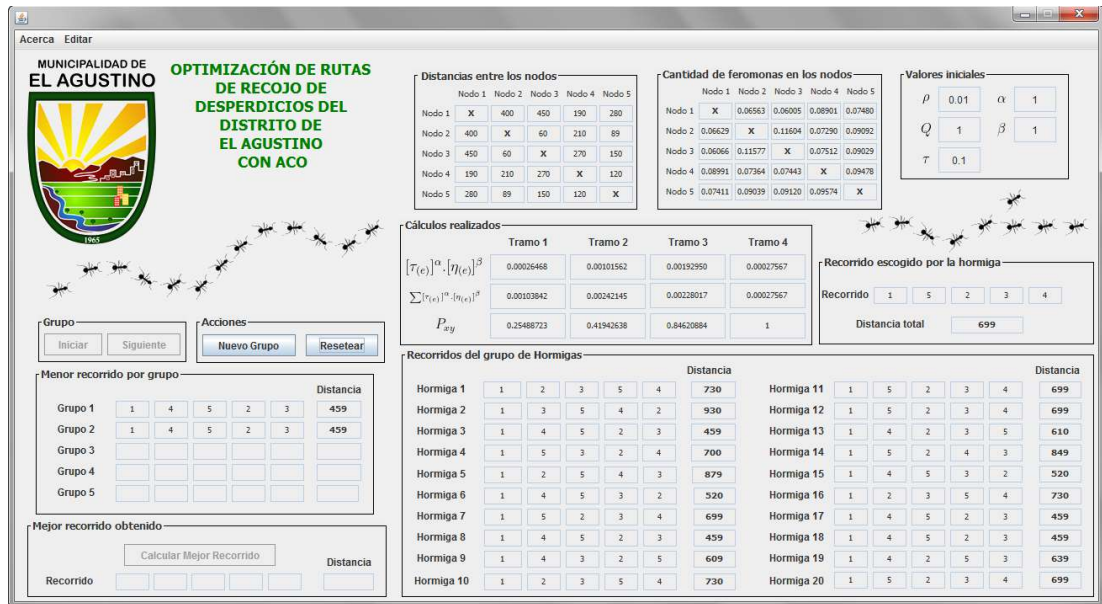 Acerca Editar
MUNICIPALIDAD DE
EL AGUSTINO
1965
OPTIMIZACIÓN DE RUTAS
DE RECOJO DE
DESPERDICIOS DEL
DISTRITO DE
EL AGUSTINO
CON ACO
Distancias entre los nodos
Nodo 1 Nodo 2 Nodo 3 Nodo 4 Nodo 5
Nodo 1 X 400 450 190 280
Nodo 2 400 X 60 210 89
Nodo 3 450 60 X 270 150
Nodo 4 190 210 270 X 120
Nodo 5 280 89 150 120 X
Cantidad de feromonas en los nodos
Nodo 1 Nodo 2 Nodo 3 Nodo 4 Nodo 5
Nodo 1 X 0.06563 0.06005 0.08901 0.07480
Nodo 2 0.06629 X 0.11604 0.07290 0.09092
Nodo 3 0.06066 0.11577 X 0.07512 0.09029
Nodo 4 0.08991 0.07364 0.07443 X 0.09478
Nodo 5 0.07411 0.09039 0.09120 0.09574 X
Valores iniciales
ρ 0.01 α 1
Q 1 β 1
τ 0.1
Cálculos realizados
Tramo 1 Tramo 2 Tramo 3 Tramo 4
[τ(e)]^α.[η(e)]^β 0.00026468 0.00101562 0.00192950 0.00027567
∑[τ(e)]^α.[η(e)]^β 0.00103842 0.00242145 0.00228017 0.00027567
Pxy 0.25488723 0.41942638 0.84620884 1
Recorrido escogido por la hormiga
Recorrido 1 5 2 3 4
Distancia total 699
Grupo
Iniciar Siguiente
Acciones
Nuevo Grupo Resetear
Menor recorrido por grupo
Distancia
Grupo 1 1 4 5 2 3 459
Grupo 2 1 4 5 2 3 459
Grupo 3
Grupo 4
Grupo 5
Mejor recorrido obtenido
Calcular Mejor Recorrido
Distancia
Recorrido
Recorridos del grupo de Hormigas
Distancia Distancia
Hormiga 1 1 2 3 5 4 730 Hormiga 11 1 5 2 3 4 699
Hormiga 2 1 3 5 4 2 930 Hormiga 12 1 5 2 3 4 699
Hormiga 3 1 4 5 2 3 459 Hormiga 13 1 4 2 3 5 610
Hormiga 4 1 5 3 2 4 700 Hormiga 14 1 5 2 4 3 849
Hormiga 5 1 2 5 4 3 879 Hormiga 15 1 4 5 3 2 520
Hormiga 6 1 4 5 3 2 520 Hormiga 16 1 2 3 5 4 730
Hormiga 7 1 5 2 3 4 699 Hormiga 17 1 4 5 2 3 459
Hormiga 8 1 4 5 2 3 459 Hormiga 18 1 4 5 2 3 459
Hormiga 9 1 4 3 2 5 609 Hormiga 19 1 4 2 5 3 639
Hormiga 10 1 2 3 5 4 730 Hormiga 20 1 5 2 3 4 699